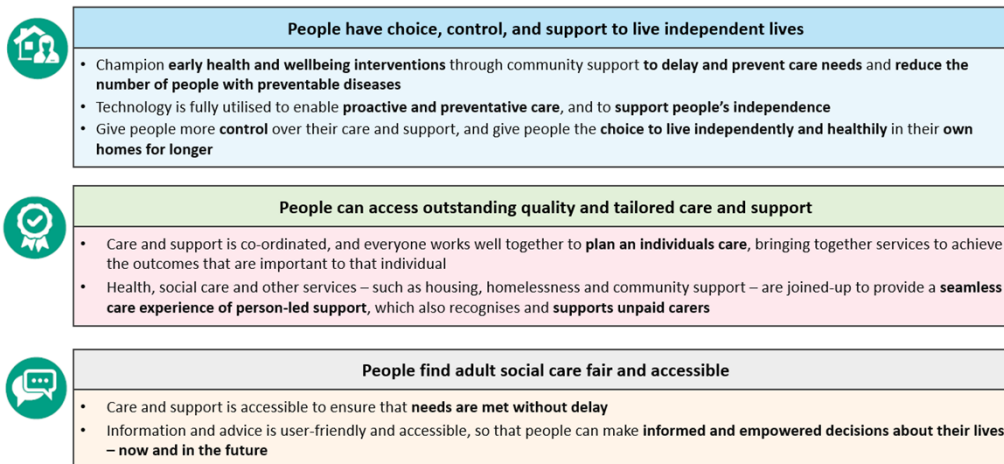 People have choice, control, and support to live independent lives
• Champion early health and wellbeing interventions through community support to delay and prevent care needs and reduce the
number of people with preventable diseases
• Technology is fully utilised to enable proactive and preventative care, and to support people's independence
• Give people more control over their care and support, and give people the choice to live independently and healthily in their own
homes for longer
People can access outstanding quality and tailored care and support
• Care and support is co-ordinated, and everyone works well together to plan an individuals care, bringing together services to achieve
the outcomes that are important to that individual
• Health, social care and other services – such as housing, homelessness and community support – are joined-up to provide a seamless
care experience of person-led support, which also recognises and supports unpaid carers
People find adult social care fair and accessible
• Care and support is accessible to ensure that needs are met without delay
• Information and advice is user-friendly and accessible, so that people can make informed and empowered decisions about their lives
– now and in the future